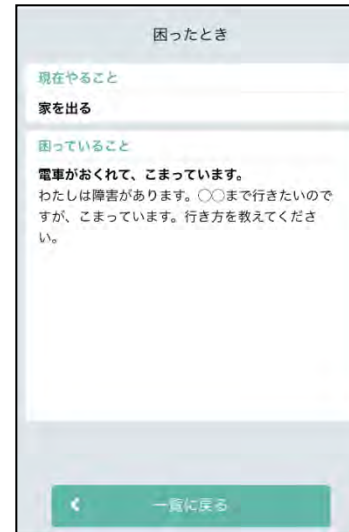 困ったとき
現在やること
家を出る
困っていること
電車がおくれて、こまっています。
わたしは障害があります。○○まで行きたいので
すが、こまっています。行き方を教えてくださ
い。
一覧に戻る